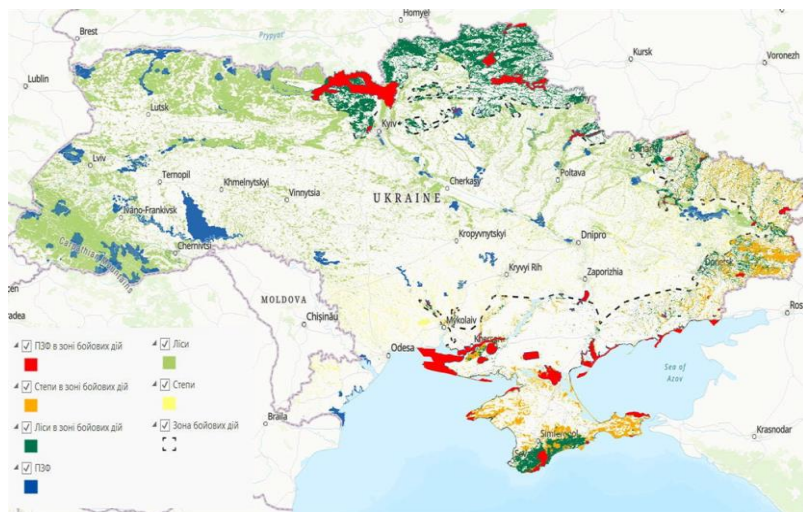 Homyel
Brest
Prypyat'
Kursk
Voronezh
Lublin
Lutsk
Kyiv
Lviv
Ternopil
Khmelnytskyi
Vinnytsia
Cherkasy
Poltava
UKRAINE
Ivano-Frankivsk
Chernivtsi
Carpathian Mountains
Kropyvnytskyi
Dnipro
Donetsk
Kryvyi Rih
Zaporizhia
MOLDOVA
Chișinău
Mykolaiv
Kherson
Odesa
Sea of
Azov
Braila
Simferopol
Krasnodar
ПЗФ в зоні бойових дій
Ліси
Степи в зоні бойових дій
Степи
Ліси в зоні бойових дій
Зона бойових дій
ПЗФ